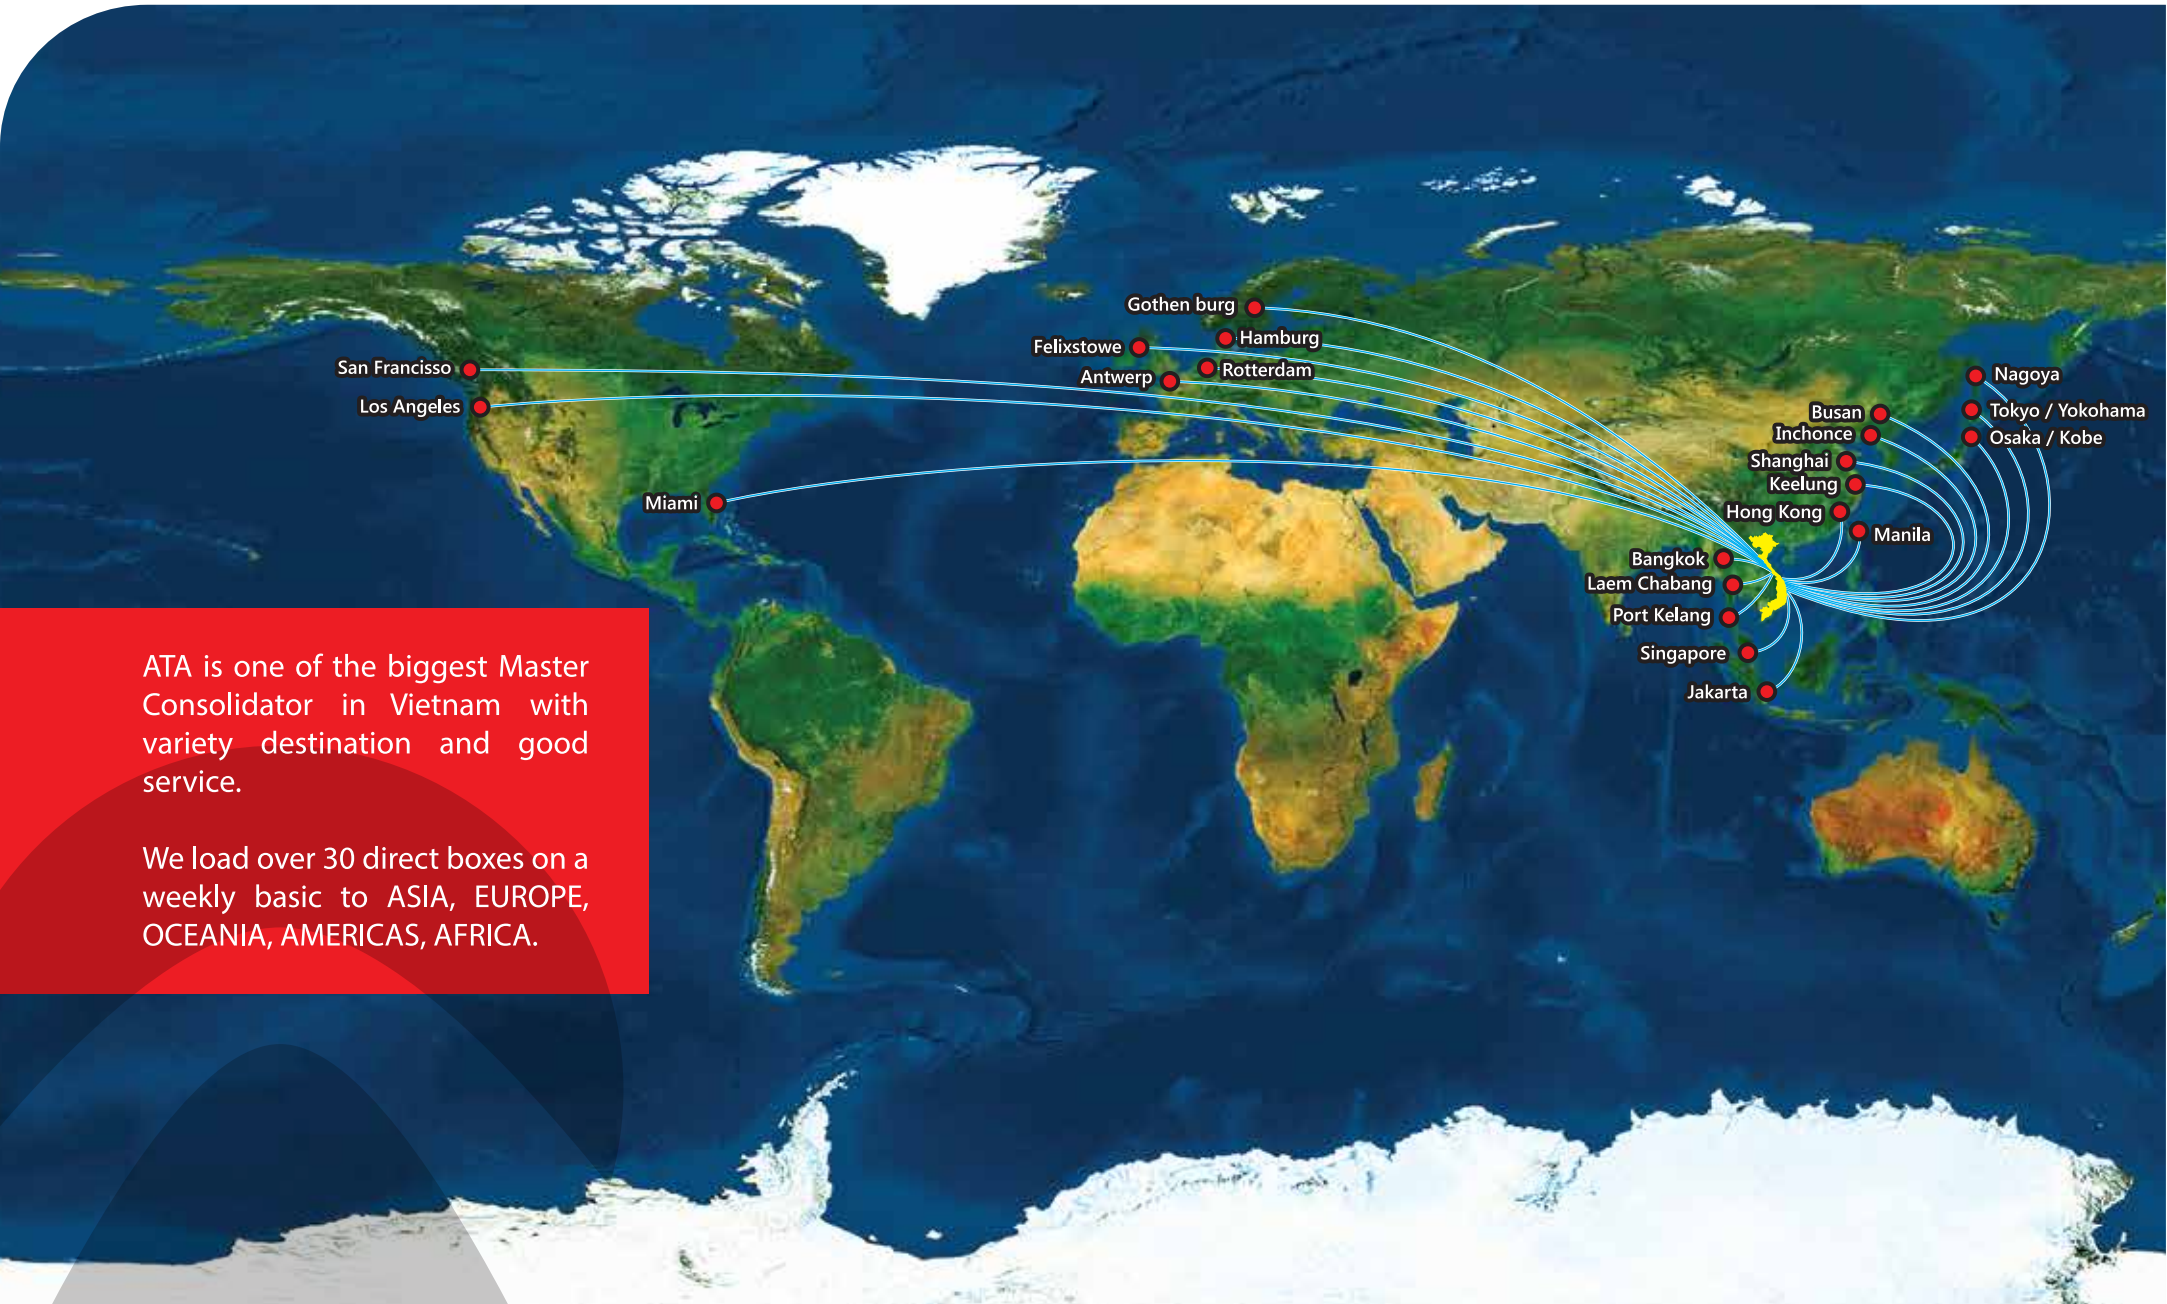 Gothen burg
Hamburg
Felixstowe
Rotterdam
Antwerp
San Francisso
Los Angeles
Miami
Nagoya
Tokyo / Yokohama
Osaka / Kobe
Busan
Inchonce
Shanghai
Keelung
Hong Kong
Manila
Bangkok
Laem Chabang
Port Kelang
Singapore
Jakarta
ATA is one of the biggest Master
Consolidator in Vietnam with
variety destination and good
service.
We load over 30 direct boxes on a
weekly basic to ASIA, EUROPE,
OCEANIA, AMERICAS, AFRICA.